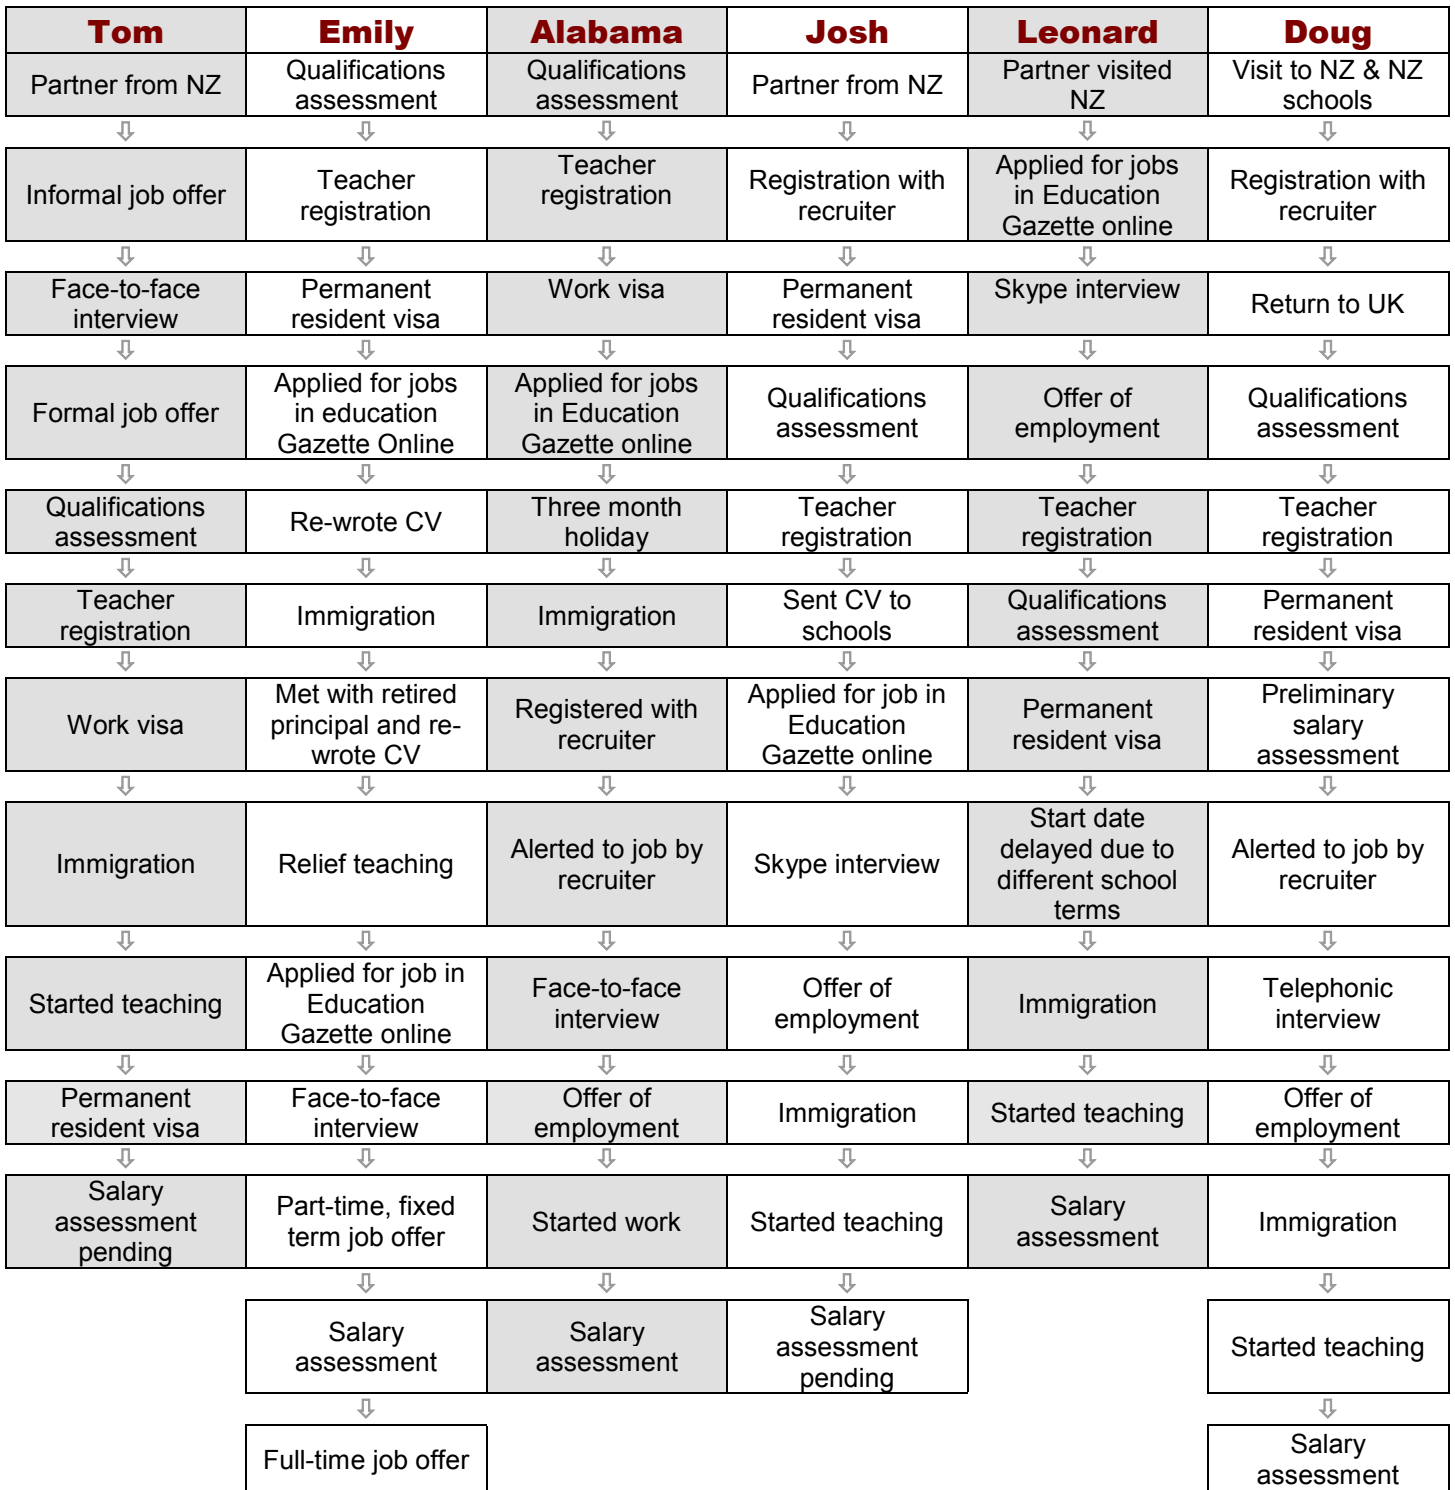 Tom Emily Alabama Josh Leonard Doug
Partner from NZ
Qualifications
assessment
Qualifications
assessment
Partner from NZ
Partner visited
NZ
Visit to NZ & NZ
schools
Informal job offer
Teacher
registration
Teacher
registration
Registration with
recruiter
Applied for jobs
in Education
Gazette online
Registration with
recruiter
Face-to-face
interview
Permanent
resident visa
Work visa
Permanent
resident visa
Skype interview
Return to UK
Formal job offer
Applied for jobs
in education
Gazette Online
Applied for jobs
in Education
Gazette online
Qualifications
assessment
Offer of
employment
Qualifications
assessment
Qualifications
assessment
Re-wrote CV
Three month
holiday
Teacher
registration
Teacher
registration
Teacher
registration
Teacher
registration
Immigration
Immigration
Sent CV to
schools
Qualifications
assessment
Permanent
resident visa
Work visa
Met with retired
principal and re-
wrote CV
Registered with
recruiter
Applied for job in
Education
Gazette online
Permanent
resident visa
Preliminary
salary
assessment
Immigration
Relief teaching
Alerted to job by
recruiter
Skype interview
Start date
delayed due to
different school
terms
Alerted to job by
recruiter
Started teaching
Applied for job in
Education
Gazette online
Face-to-face
interview
Offer of
employment
Immigration
Telephonic
interview
Permanent
resident visa
Face-to-face
interview
Offer of
employment
Immigration
Started teaching
Offer of
employment
Salary
assessment
pending
Part-time, fixed
term job offer
Started work
Started teaching
Salary
assessment
Immigration
Salary
assessment
Salary
assessment
Salary
assessment
pending
Started teaching
Full-time job offer
Salary
assessment